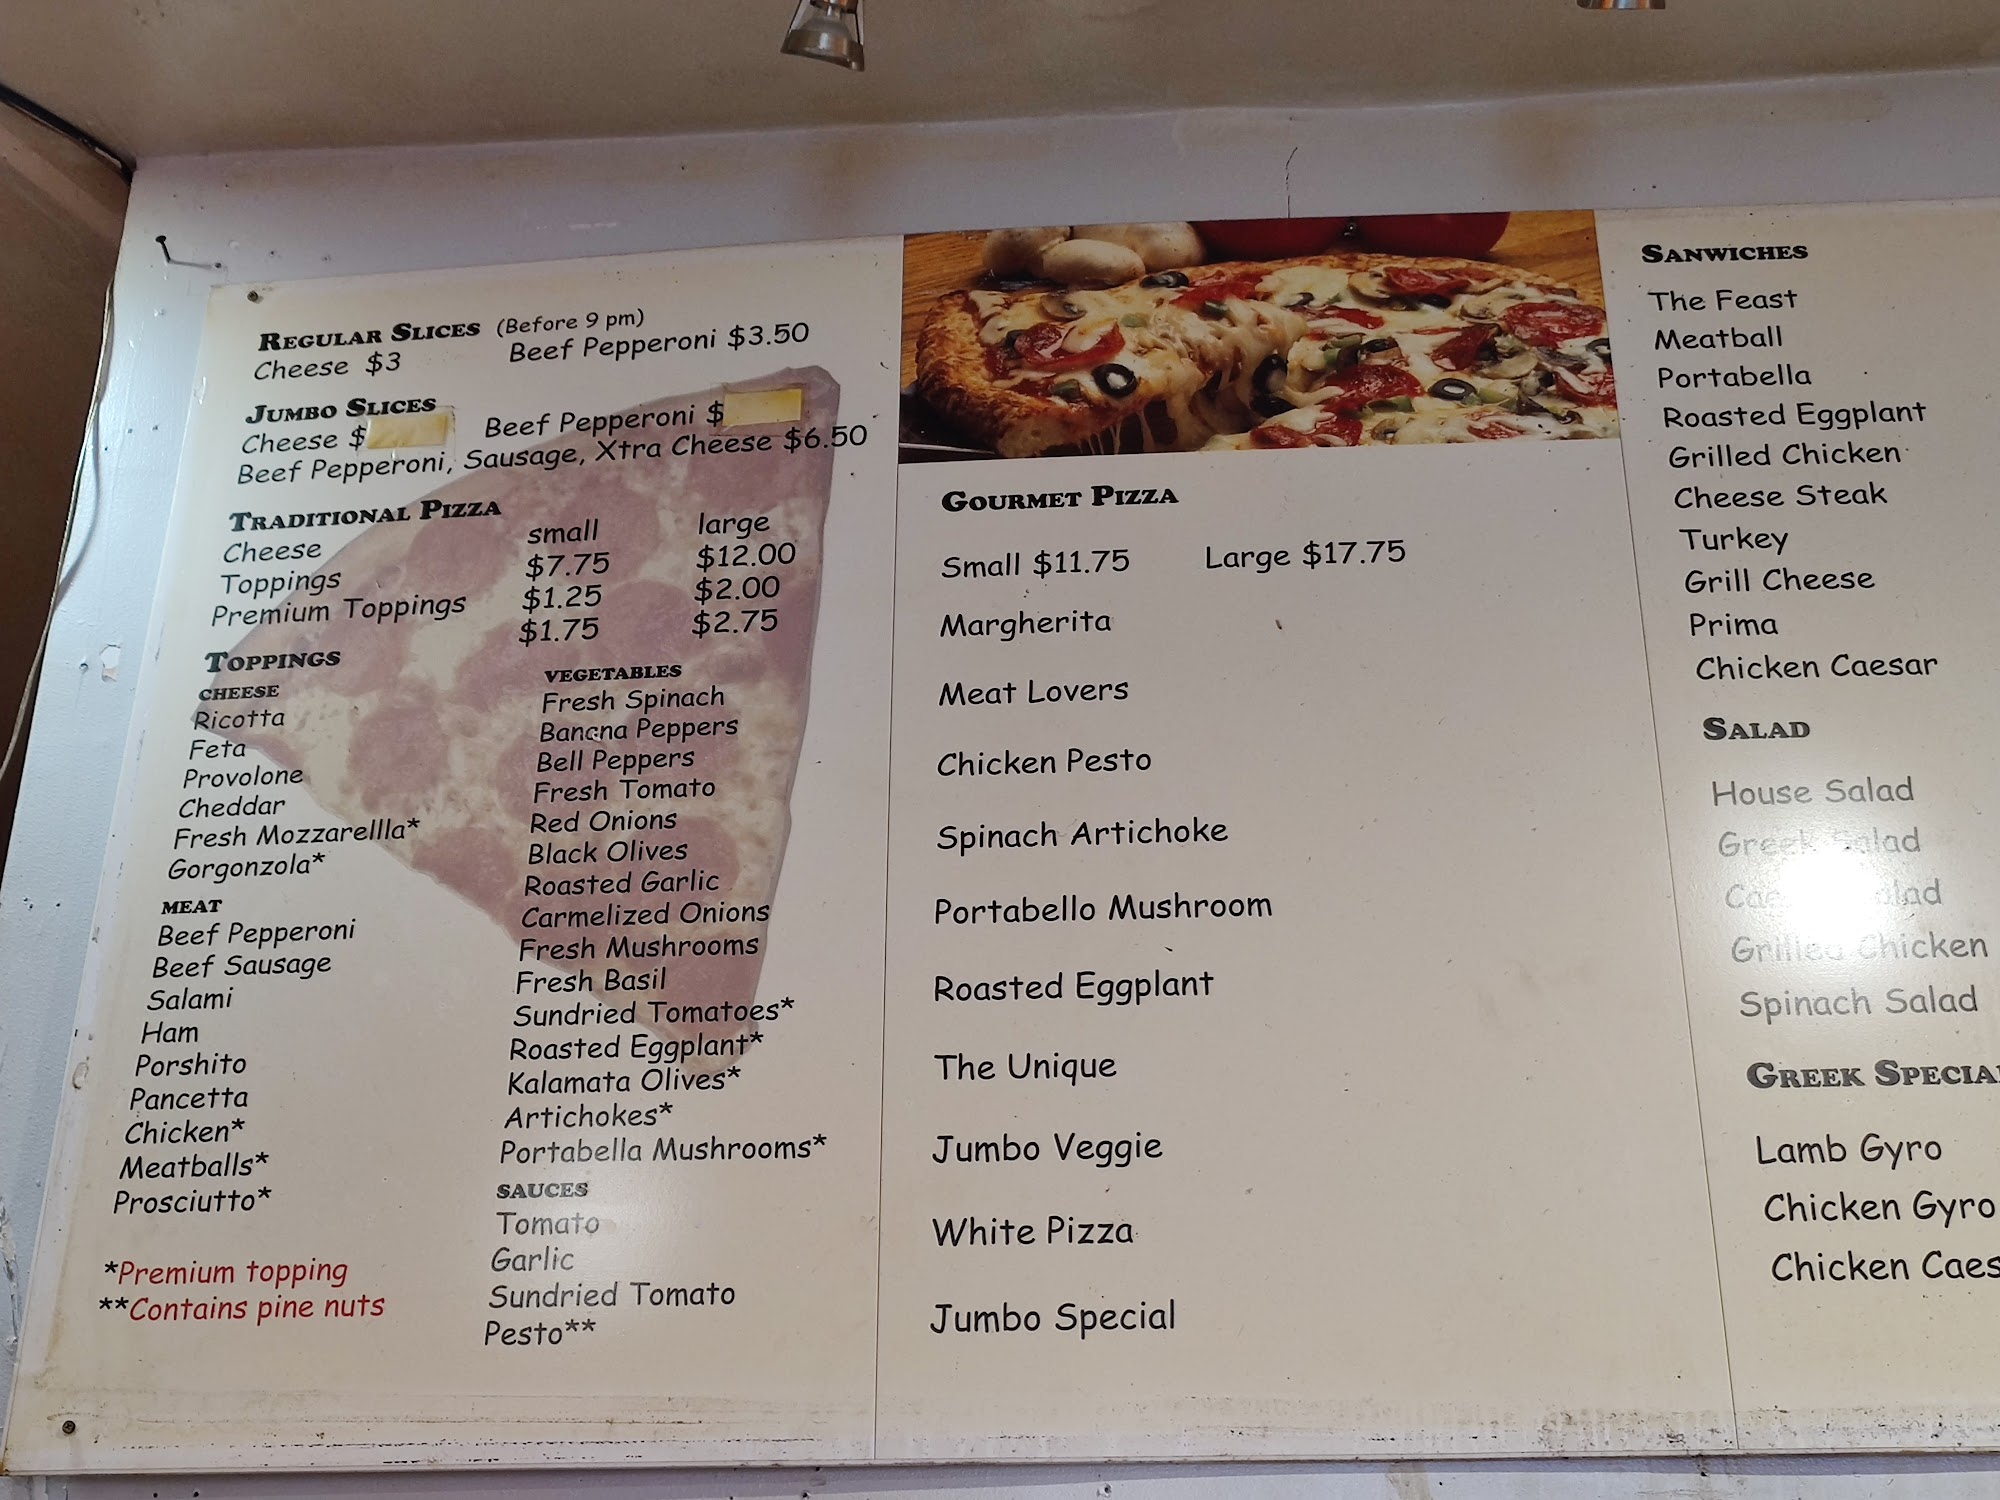 REGULAR SLICES (Before 9 pm)
Cheese $3 Beef Pepperoni $3.50
JUMBO SLICES
Cheese $ Beef Pepperoni $
Beef Pepperoni, Sausage, Xtra Cheese $6.50
TRADITIONAL PIZZA
small large
Cheese $7.75 $12.00
Toppings $1.25 $2.00
Premium Toppings $1.75 $2.75
TOPPINGS
CHEESE
Ricotta
Feta
Provolone
Cheddar
Fresh Mozzarellla*
Gorgonzola*
MEAT
Beef Pepperoni
Beef Sausage
Salami
Ham
Porshito
Pancetta
Chicken*
Meatballs*
Prosciutto*
*Premium topping
**Contains pine nuts
VEGETABLES
Fresh Spinach
Banana Peppers
Bell Peppers
Fresh Tomato
Red Onions
Black Olives
Roasted Garlic
Carmelized Onions
Fresh Mushrooms
Fresh Basil
Sundried Tomatoes*
Roasted Eggplant*
Kalamata Olives*
Artichokes*
Portabella Mushrooms*
SAUCES
Tomato
Garlic
Sundried Tomato
Pesto**
GOURMET PIZZA
Small $11.75 Large $17.75
Margherita
Meat Lovers
Chicken Pesto
Spinach Artichoke
Portabello Mushroom
Roasted Eggplant
The Unique
Jumbo Veggie
White Pizza
Jumbo Special
SANWICHES
The Feast
Meatball
Portabella
Roasted Eggplant
Grilled Chicken
Cheese Steak
Turkey
Grill Cheese
Prima
Chicken Caesar
SALAD
House Salad
Greek Salad
Salad
Grilled Chicken
Spinach Salad
GREEK
Lamb Gyro
Chicken Gyro
Chicken